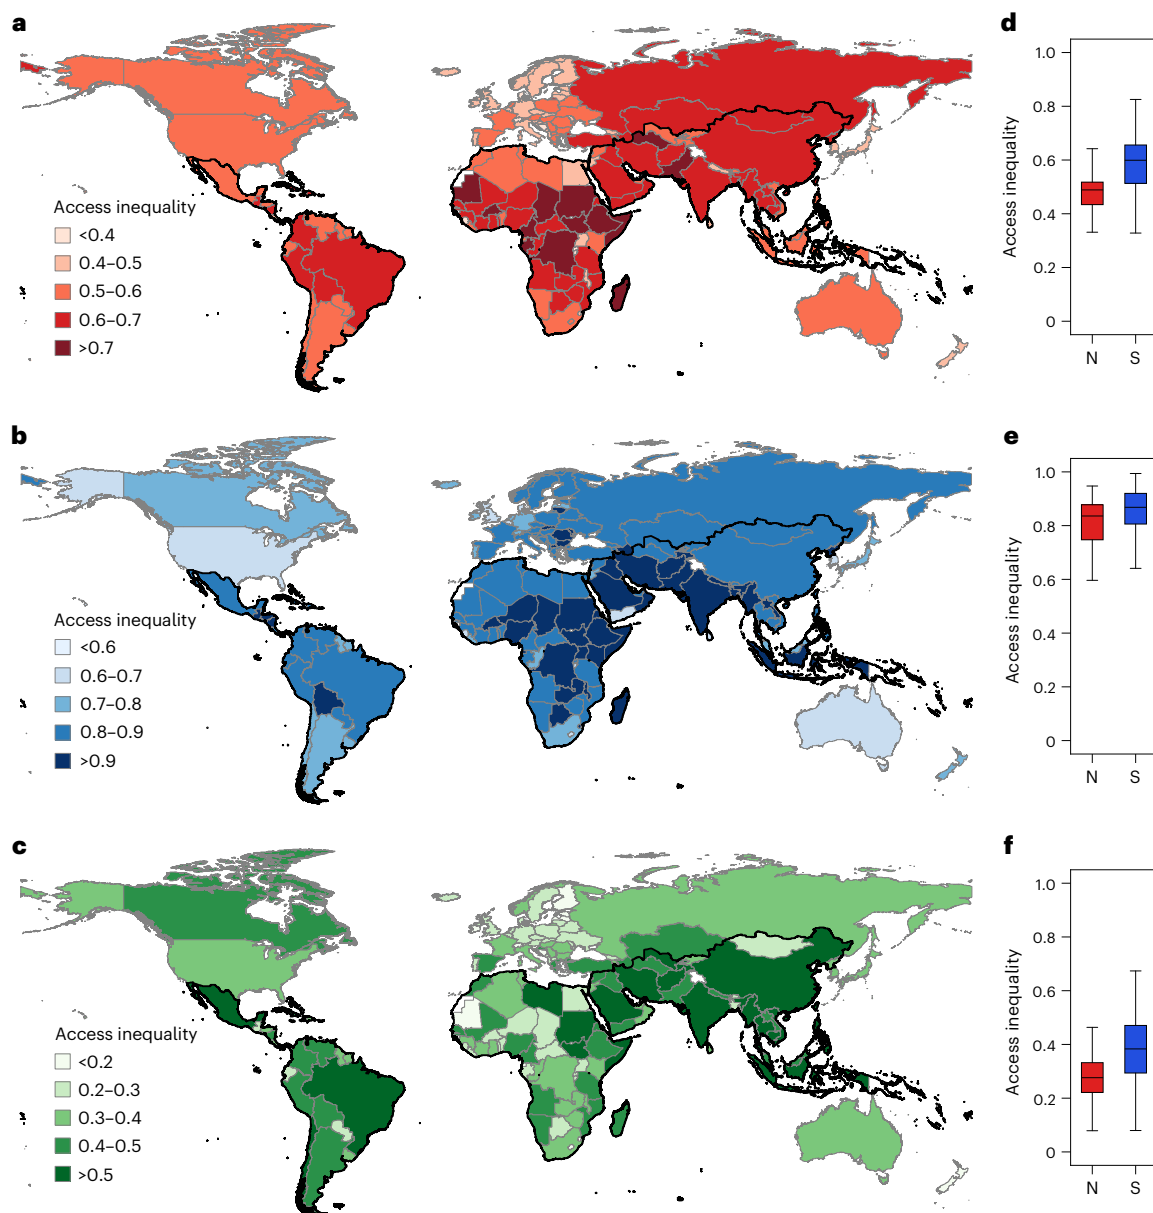 a
Access inequality
<0.4
0.4–0.5
0.5–0.6
0.6–0.7
>0.7
d
Access inequality
1.0
0.8
0.6
0.4
0.2
0
N S
b
Access inequality
<0.6
0.6–0.7
0.7–0.8
0.8–0.9
>0.9
e
Access inequality
1.0
0.8
0.6
0.4
0.2
0
N S
c
Access inequality
<0.2
0.2–0.3
0.3–0.4
0.4–0.5
>0.5
f
Access inequality
1.0
0.8
0.6
0.4
0.2
0
N S